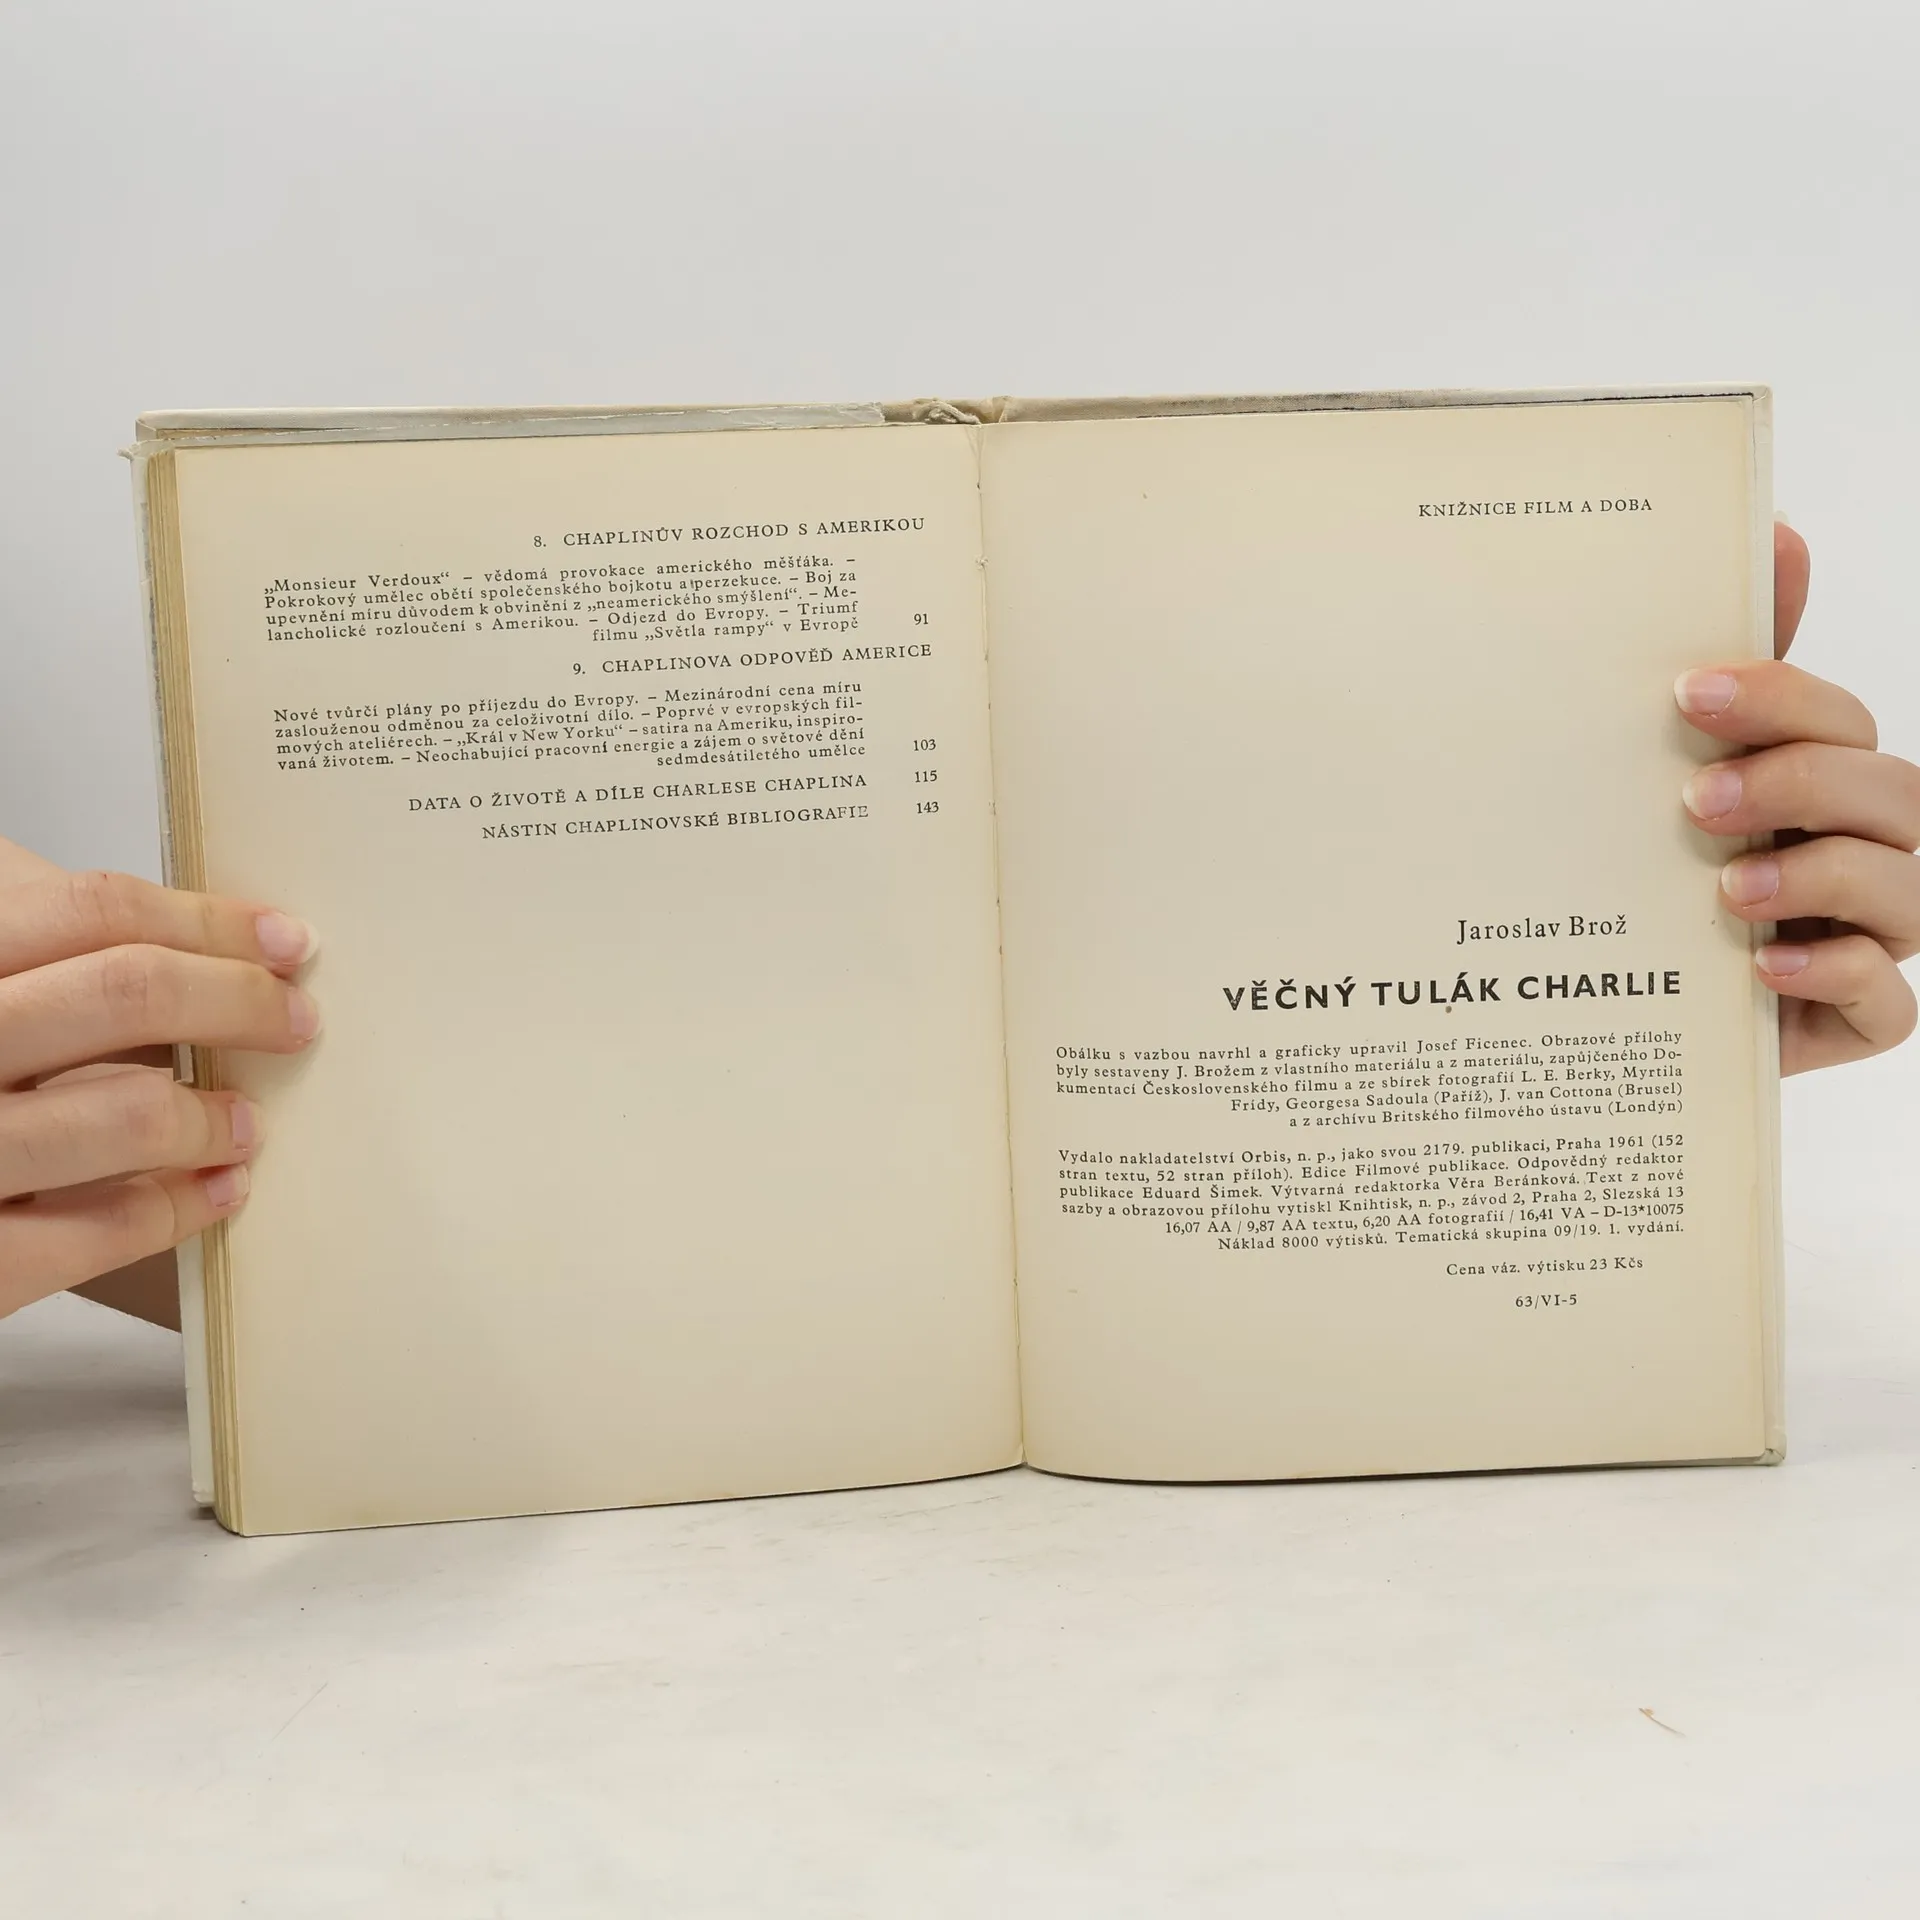 8. CHAPLINŮV ROZCHOD S AMERIKOU
„Monsieur Verdoux“ – vědomá provokace amerického měšťáka. –
Pokrokový umělec obětí společenského bojkotu a perzekuce. – Boj za
upevnění míru důvodem k obvinění z „neamerického smýšlení“. – Me-
lancholické rozloučení s Amerikou. – Odjezd do Evropy. – Triumf
filmu „Světla rampy“ v Evropě 91
9. CHAPLINOVA ODPOVĚĎ AMERICE
Nové tvůrčí plány po příjezdu do Evropy. – Mezinárodní cena míru
zaslouženou odměnou za celoživotní dílo. – Poprvé v evropských fil-
mových ateliérech. – „Král v New Yorku“ – satira na Ameriku, inspiro-
vaná životem. – Neochabující pracovní energie a zájem o světové dění
sedmdesátiletého umělce 103
DATA O ŽIVOTĚ A DÍLE CHARLESE CHAPLINA 115
NÁSTIN CHAPLINOVSKÉ BIBLIOGRAFIE 143
KNIŽNICE FILM A DOBA
Jaroslav Brož
VĚČNÝ TULÁK CHARLIE
Obálku s vazbou navrhl a graficky upravil Josef Ficenec. Obrazové přílohy
byly sestaveny J. Brožem z vlastního materiálu a z materiálu, zapůjčeného Do-
kumentací Československého filmu a ze sbírek fotografií L. E. Berky, Myrtila
Frídy, Georgesa Sadoula (Paříž), J. van Cottona (Brusel)
a z archívu Britského filmového ústavu (Londýn)
Vydalo nakladatelství Orbis, n. p., jako svou 2179. publikaci, Praha 1961 (152
stran textu, 52 stran příloh). Edice Filmové publikace. Odpovědný redaktor
publikace Eduard Šimek. Výtvarná redaktorka Věra Beránková. Text z nové
sazby a obrazovou přílohu vytiskl Knihtisk, n. p., závod 2, Praha 2, Slezská 13
16,07 AA / 9,87 AA textu, 6,20 AA fotografií / 16,41 VA – D-13*10075
Náklad 8000 výtisků. Tematická skupina 09/19. 1. vydání.
Cena váz. výtisku 23 Kčs
63/VI-5